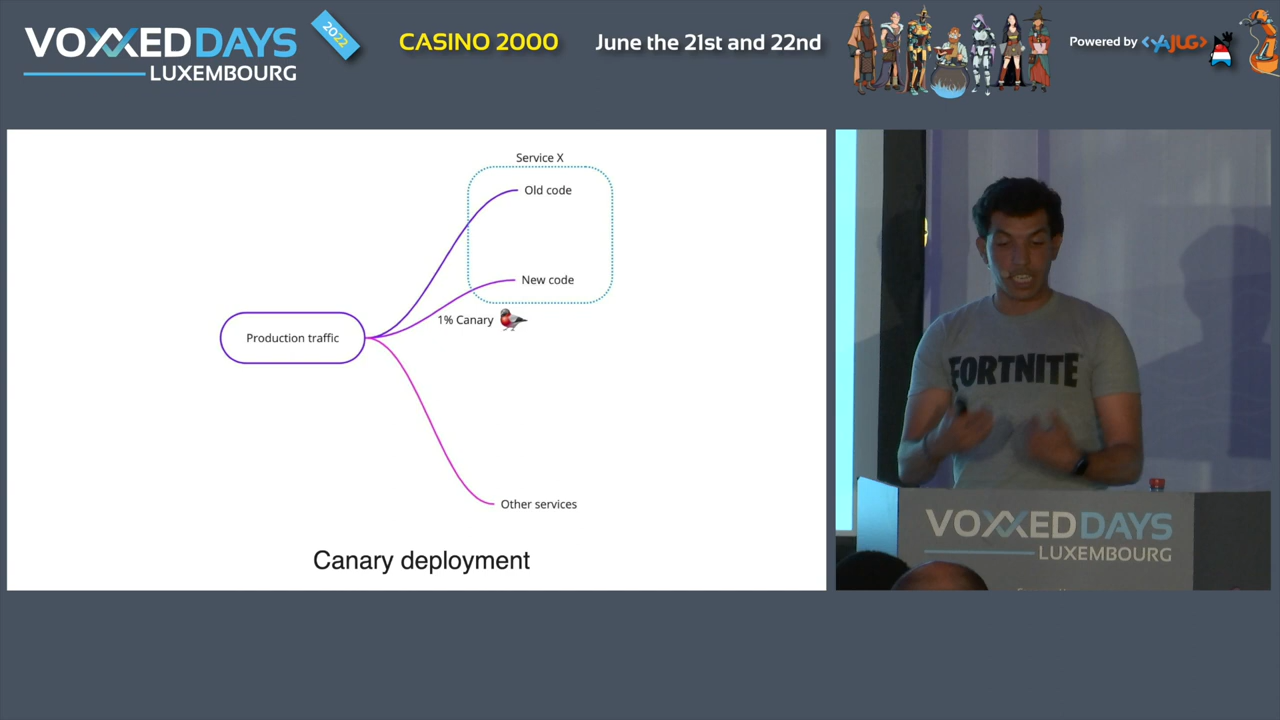 VOXXED DAYS
LUXEMBOURG
2022
CASINO 2000
June the 21st and 22nd
Powered by <YAJUG>
Service X
Old code
New code
1% Canary
Production traffic
Other services
Canary deployment
FORTNITE
VOXXED DAYS
LUXEMBOURG